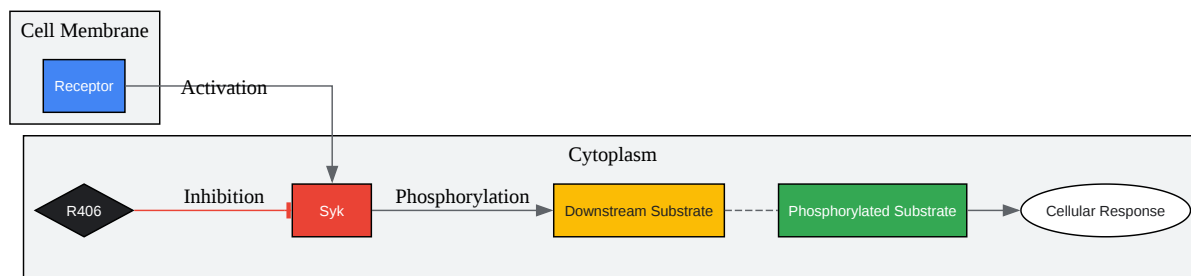 Cell Membrane
Receptor
Activation
Cytoplasm
R406
Inhibition
Syk
Phosphorylation
Downstream Substrate
Phosphorylated Substrate
Cellular Response